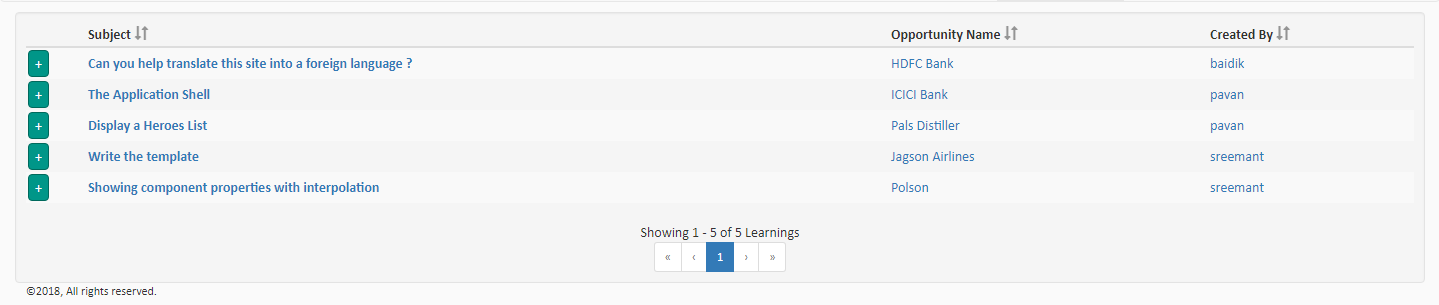 Subject Opportunity Name Created By
+ Can you help translate this site into a foreign language ? HDFC Bank baidik
+ The Application Shell ICICI Bank pavan
+ Display a Heroes List Pals Distiller pavan
+ Write the template Jagson Airlines sreemant
+ Showing component properties with interpolation Polson sreemant
Showing 1 - 5 of 5 Learnings
« ‹ 1 › »
©2018, All rights reserved.